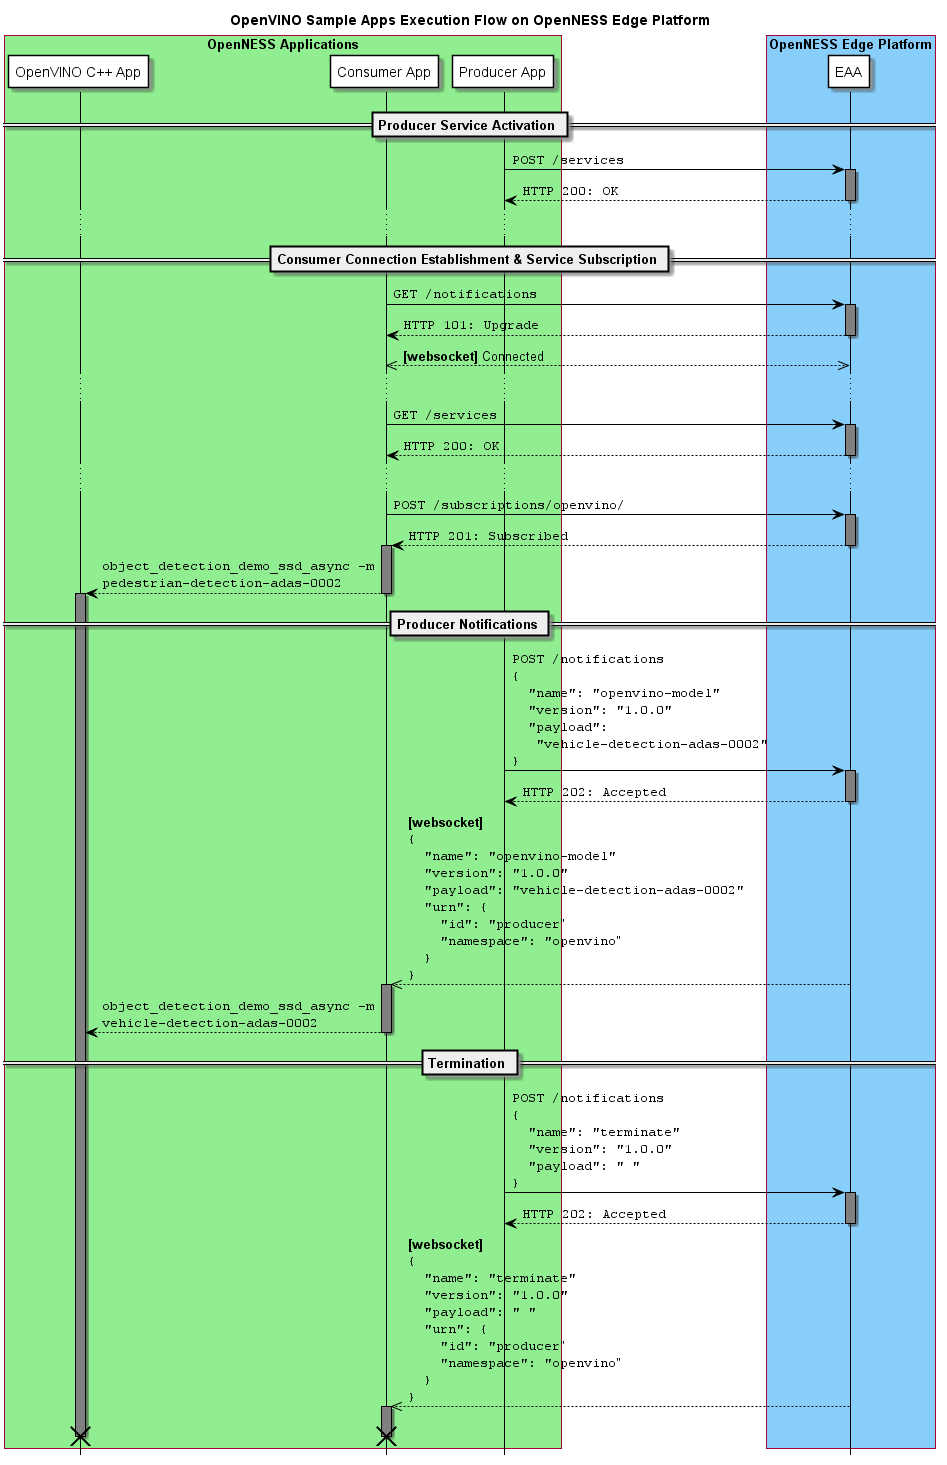 OpenVINO Sample Apps Execution Flow on OpenNESS Edge Platform
OpenNESS Applications
OpenNESS Edge Platform
OpenVINO C++ App
Consumer App
Producer App
EAA
Producer Service Activation
POST /services
HTTP 200: OK
Consumer Connection Establishment & Service Subscription
GET /notifications
HTTP 101: Upgrade
[websocket] Connected
GET /services
HTTP 200: OK
POST /subscriptions/openvino/
HTTP 201: Subscribed
object_detection_demo_ssd_async -m
pedestrian-detection-adas-0002
Producer Notifications
POST /notifications
{
"name": "openvino-model"
"version": "1.0.0"
"payload":
"vehicle-detection-adas-0002"
}
HTTP 202: Accepted
[websocket]
{
"name": "openvino-model"
"version": "1.0.0"
"payload": "vehicle-detection-adas-0002"
"urn": {
"id": "producer"
"namespace": "openvino"
}
}
object_detection_demo_ssd_async -m
vehicle-detection-adas-0002
Termination
POST /notifications
{
"name": "terminate"
"version": "1.0.0"
"payload": " "
}
HTTP 202: Accepted
[websocket]
{
"name": "terminate"
"version": "1.0.0"
"payload": " "
"urn": {
"id": "producer"
"namespace": "openvino"
}
}